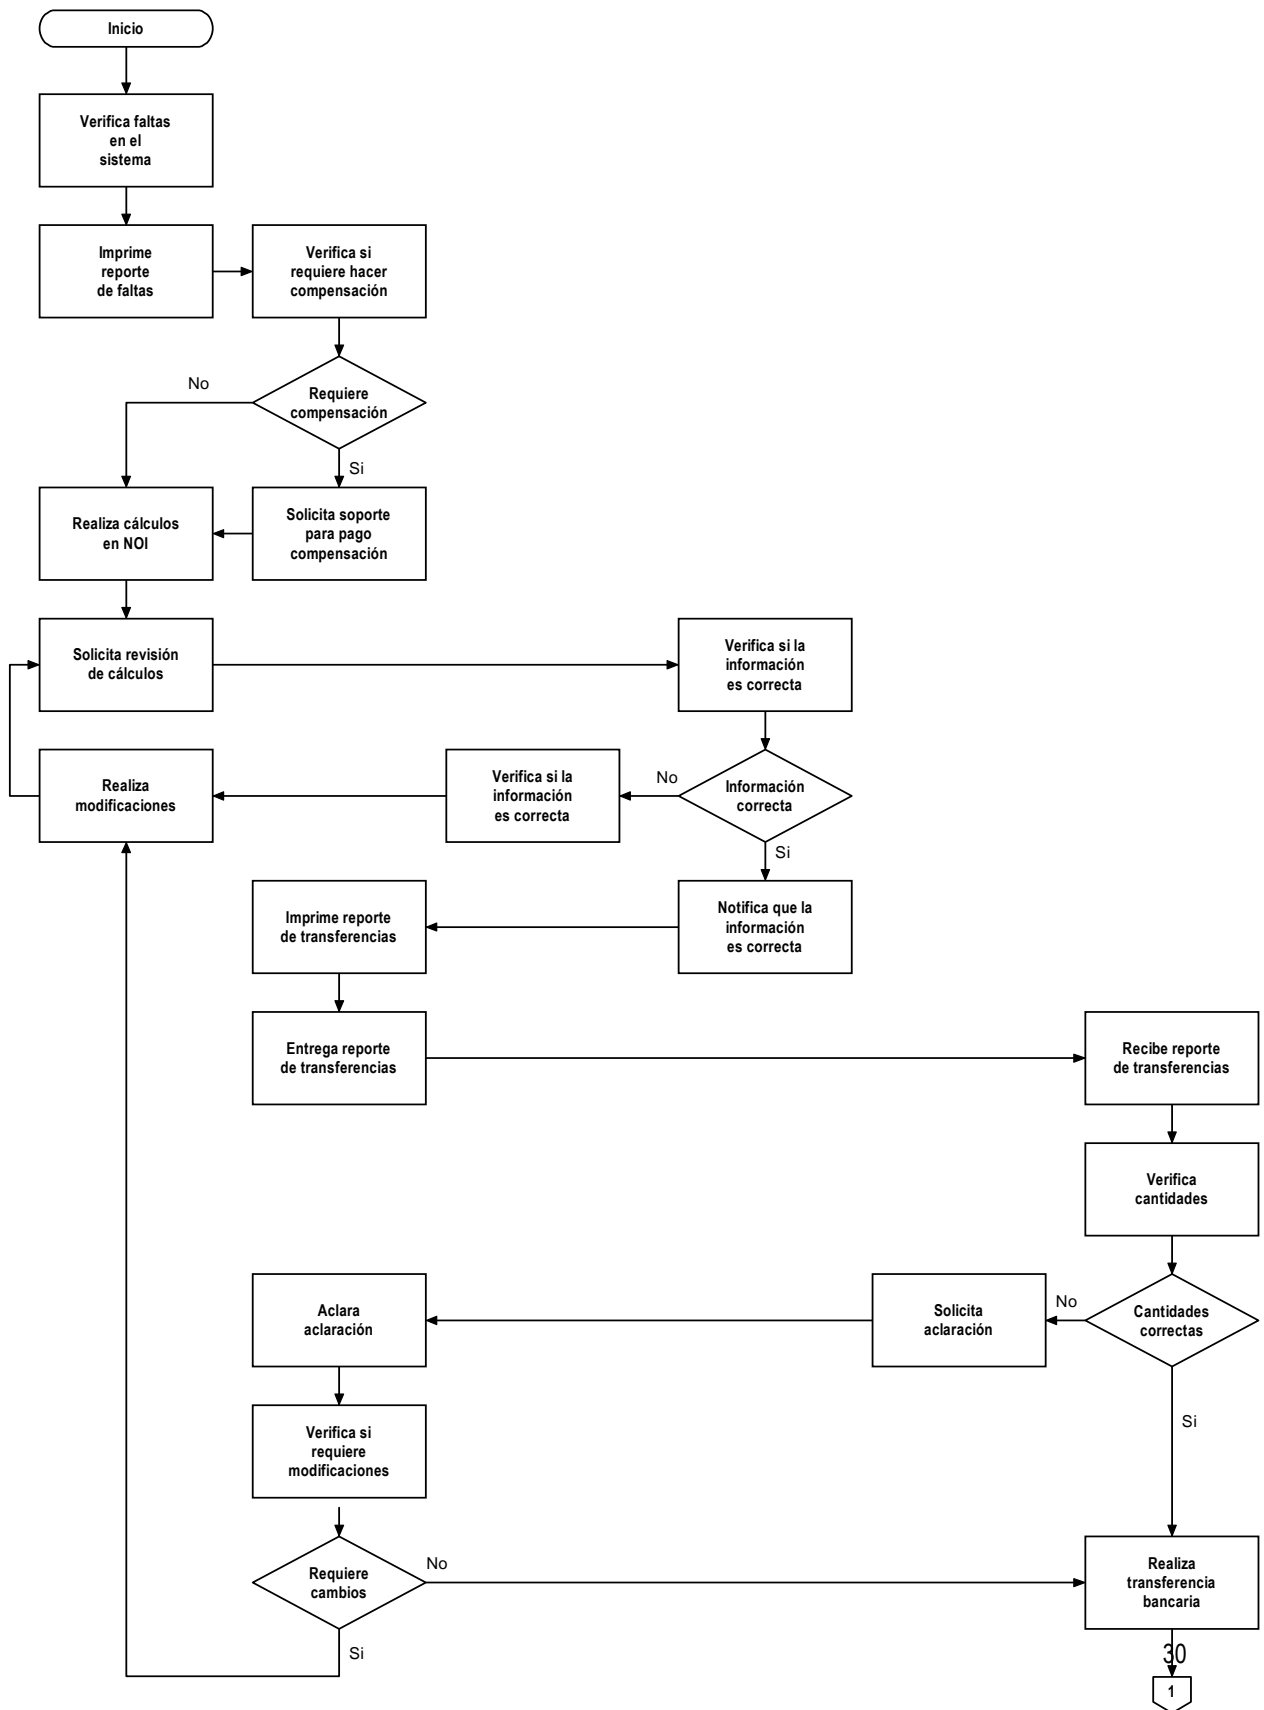 Inicio
Verifica faltas
en el
sistema
Imprime
reporte
de faltas
Verifica si
requiere hacer
compensación
No
Requiere
compensación
Si
Realiza cálculos
en NOI
Solicita soporte
para pago
compensación
Solicita revisión
de cálculos
Verifica si la
información
es correcta
Realiza
modificaciones
Verifica si la
información
es correcta
No
Información
correcta
Si
Imprime reporte
de transferencias
Notifica que la
información
es correcta
Entrega reporte
de transferencias
Recibe reporte
de transferencias
Verifica
cantidades
Aclara
aclaración
Solicita
aclaración
No
Cantidades
correctas
Si
Verifica si
requiere
modificaciones
Requiere
cambios
No
Si
Realiza
transferencia
bancaria
30
1